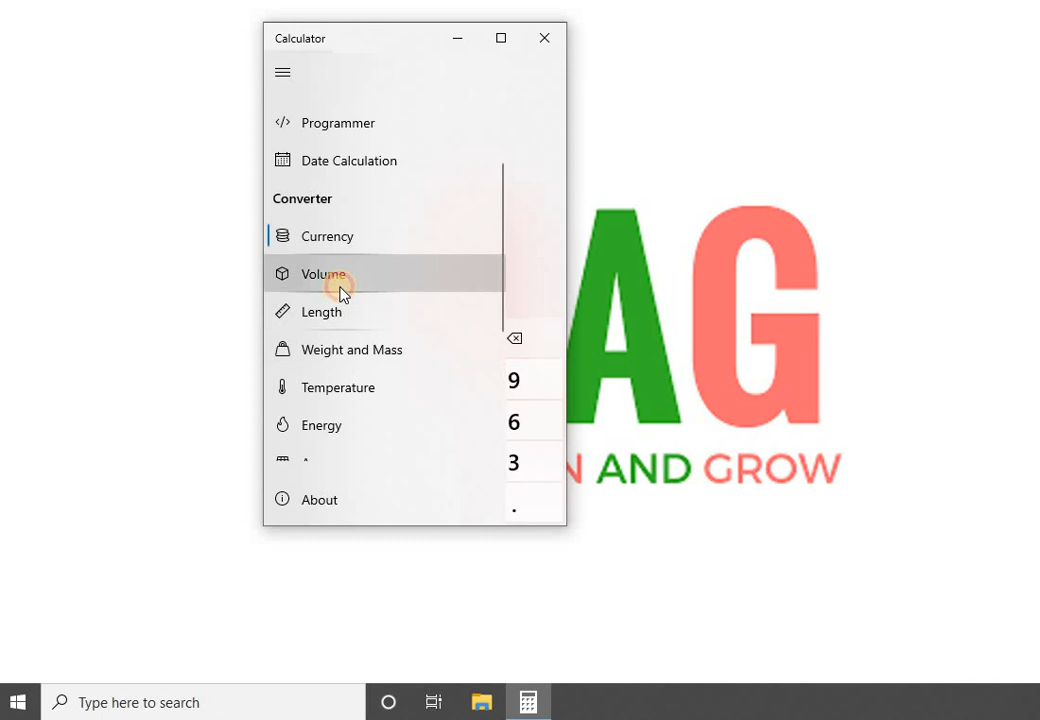 Calculator
Programmer
Date Calculation
Converter
Currency
Volume
Length
Weight and Mass
Temperature
Energy
About
9
6
3
.
AG
AND GROW
Type here to search